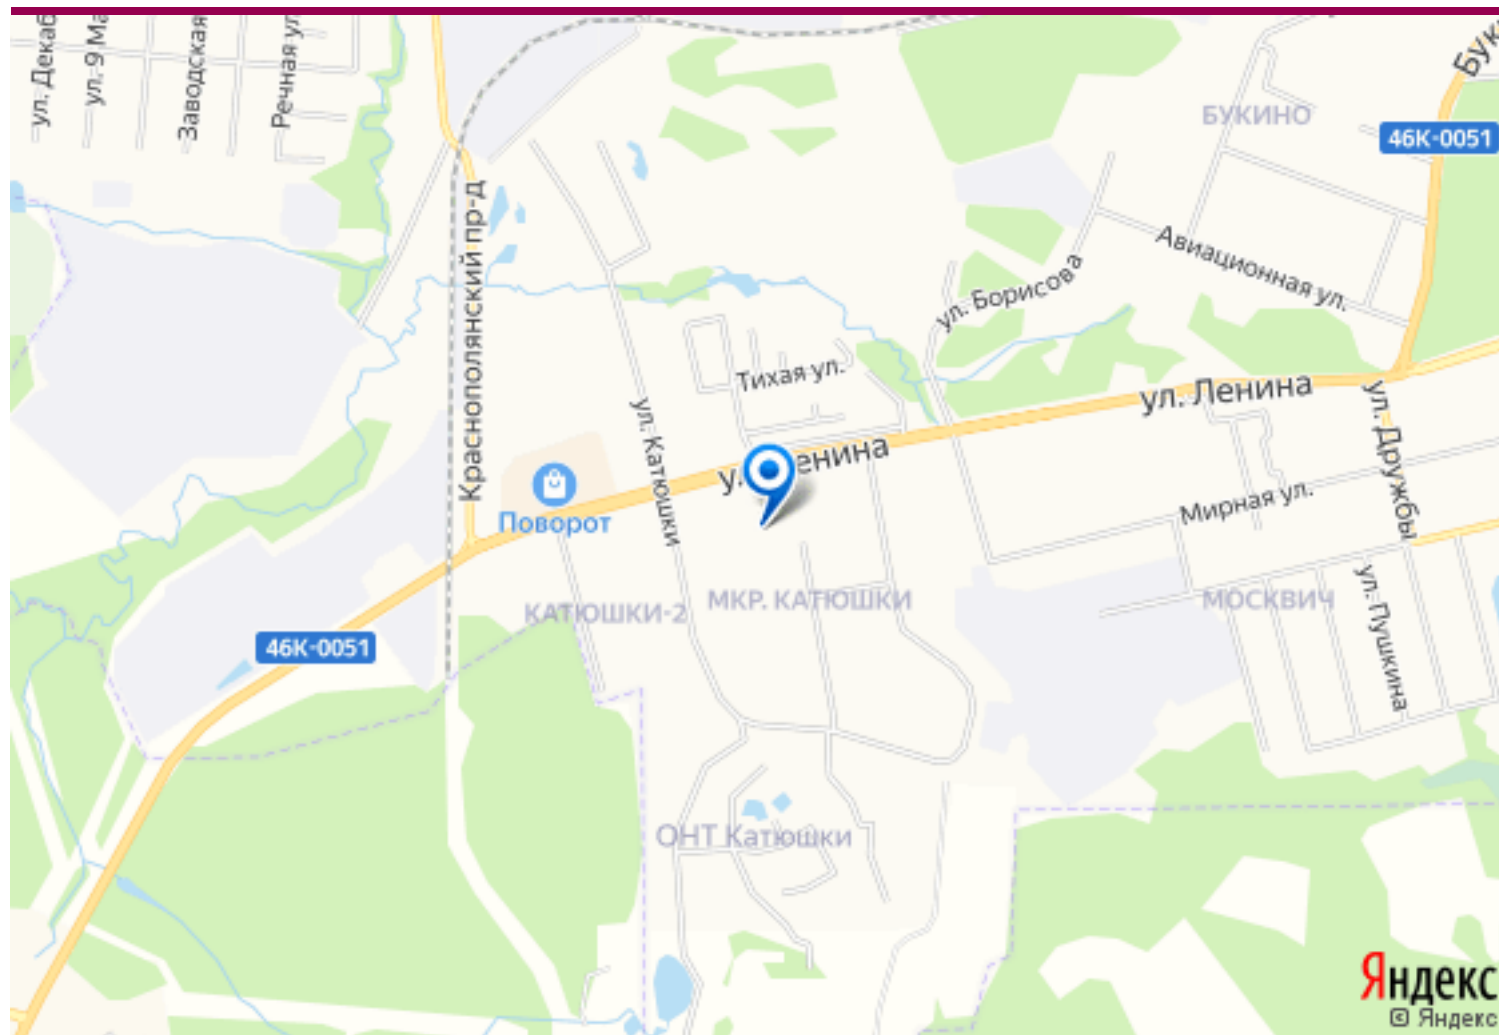 ул. Декаб
ул. 9 Ма
Заводская
Речная ул
Бук
БУКИНО
46К-0051
Краснополянский пр-д
Авиационная ул.
ул. Борисова
Тихая ул.
ул. Ленина
ул. Катюшки
ул. Дружбы
енина
Поворот
Мирная ул.
КАТЮШКИ-2
МКР. КАТЮШКИ
МОСКВИЧ
ул. Пушкина
46К-0051
ОНТ Катюшки
Яндекс
© Яндекс